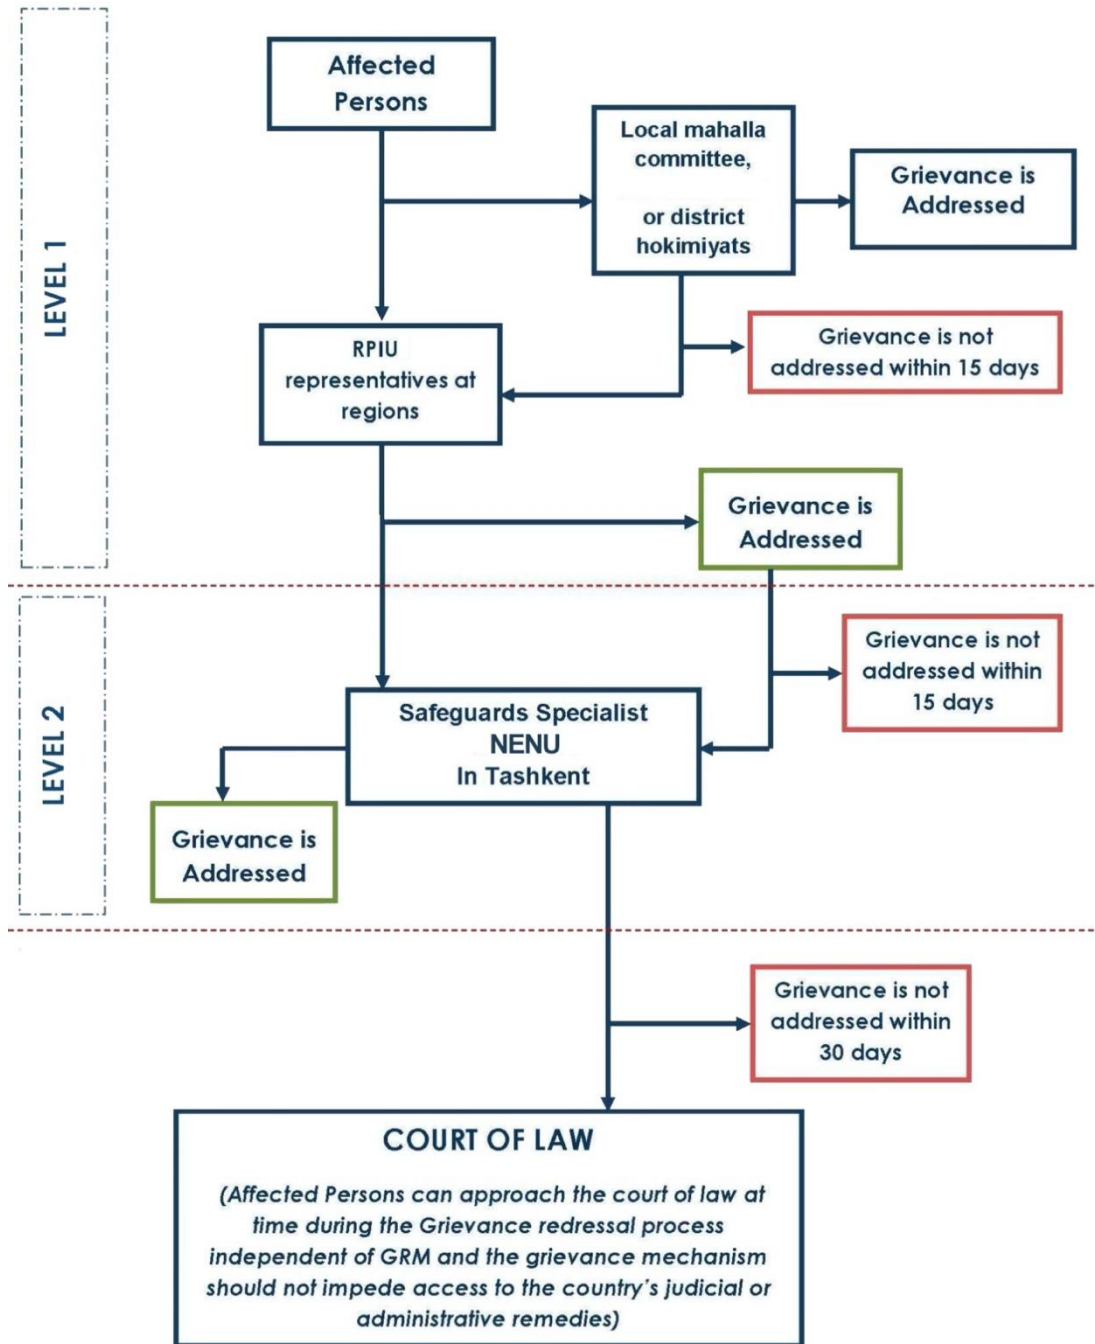 LEVEL 1
Affected
Persons
Local mahalla
committee,
or district
hokimiyats
Grievance is
Addressed
RPIU
representatives at
regions
Grievance is not
addressed within 15 days
Grievance is
Addressed
LEVEL 2
Grievance is not
addressed within
15 days
Safeguards Specialist
NENU
In Tashkent
Grievance is
Addressed
Grievance is not
addressed within
30 days
COURT OF LAW
(Affected Persons can approach the court of law at
time during the Grievance redressal process
independent of GRM and the grievance mechanism
should not impede access to the country's judicial or
administrative remedies)